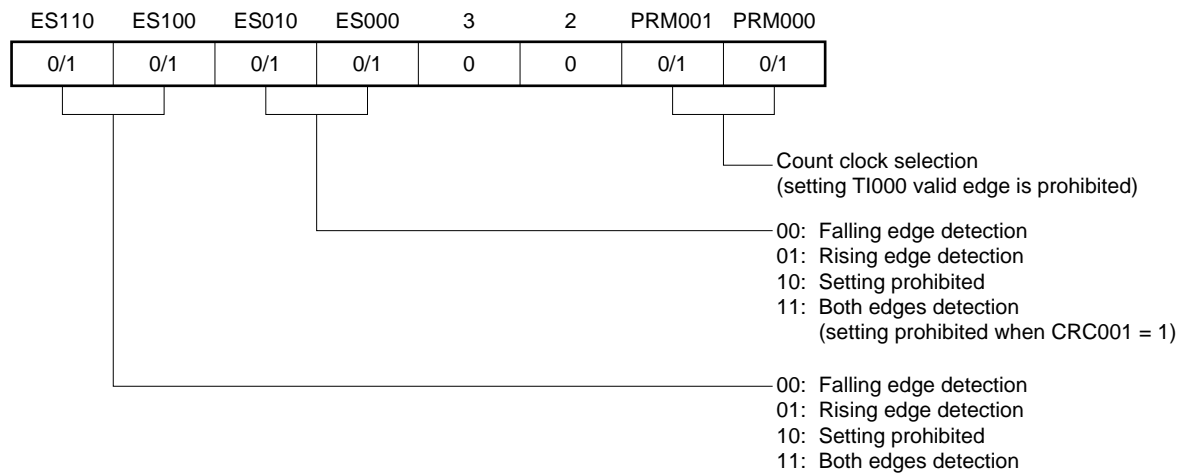 ES110 ES100 ES010 ES000 3 2 PRM001 PRM000
0/1 0/1 0/1 0/1 0 0 0/1 0/1
Count clock selection
(setting TI000 valid edge is prohibited)
00: Falling edge detection
01: Rising edge detection
10: Setting prohibited
11: Both edges detection
(setting prohibited when CRC001 = 1)
00: Falling edge detection
01: Rising edge detection
10: Setting prohibited
11: Both edges detection